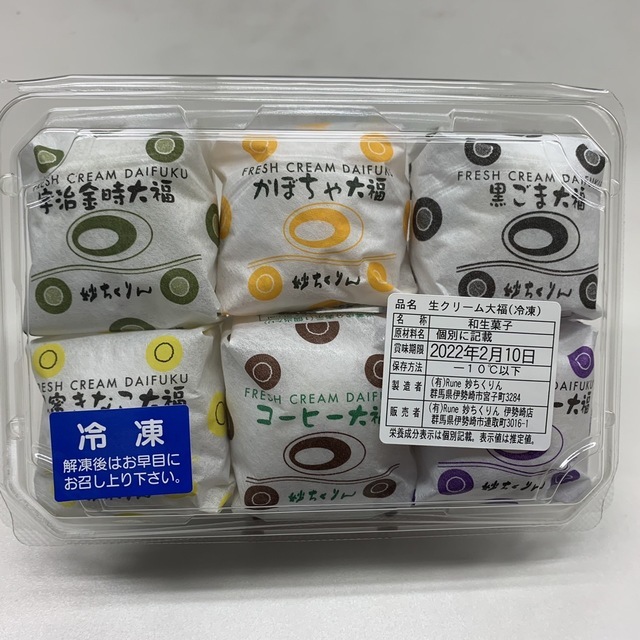 FRESH CREAM DAIFUKU
宇治金時大福
妙ちくりん
FRESH CREAM DAIFUKU
かぼちゃ大福
妙ちくりん
FRESH CREAM DAIFUKU
黒ごま大福
妙ちくりん
FRESH CREAM DAIFUKU
蜜きなこ大福
冷凍
解凍後はお早目に
お召し上り下さい。
FRESH CREAM DAIFUKU
コーヒー大福
妙ちくりん
品名 生クリーム大福(冷凍)
名称 和生菓子
原材料名 個別に記載
賞味期限 2022年2月10日
保存方法 −10℃以下
製造者 (有)Rune 妙ちくりん
群馬県伊勢崎市宮子町3284
販売者 (有)Rune 妙ちくりん 伊勢崎店
群馬県伊勢崎市連取町3016-1
栄養成分表示は個別記載。表示値は推定値。
大福
妙ちくりん